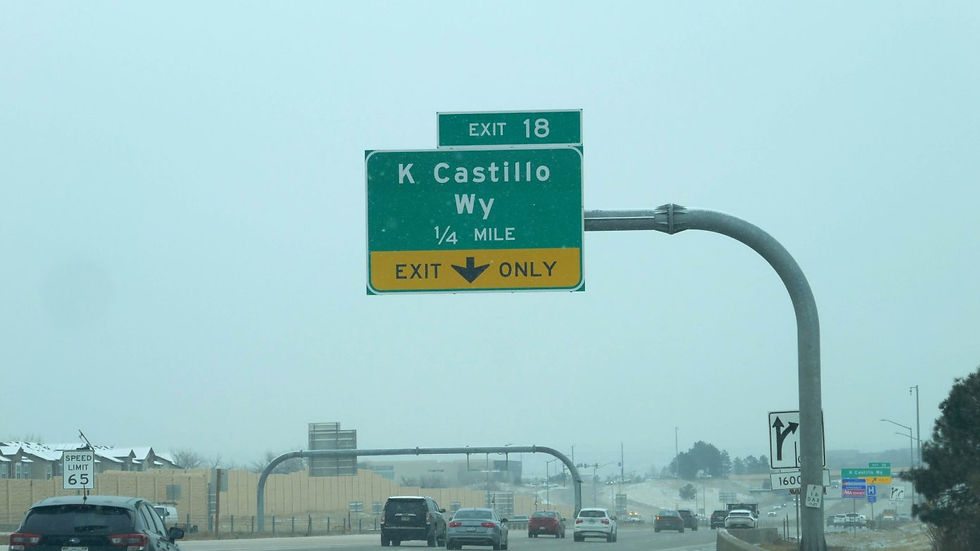 EXIT 18
K Castillo
Wy
1/4 MILE
EXIT ONLY
SPEED
LIMIT
65
H